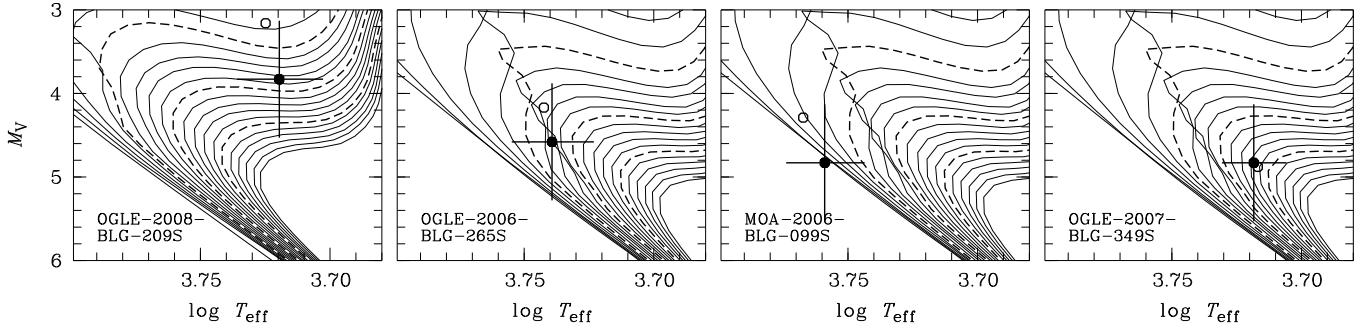 3
4
5
6
M_V
OGLE-2008-
BLG-209S
3.75 3.70
log T_eff
OGLE-2006-
BLG-265S
3.75 3.70
log T_eff
MOA-2006-
BLG-099S
3.75 3.70
log T_eff
OGLE-2007-
BLG-349S
3.75 3.70
log T_eff